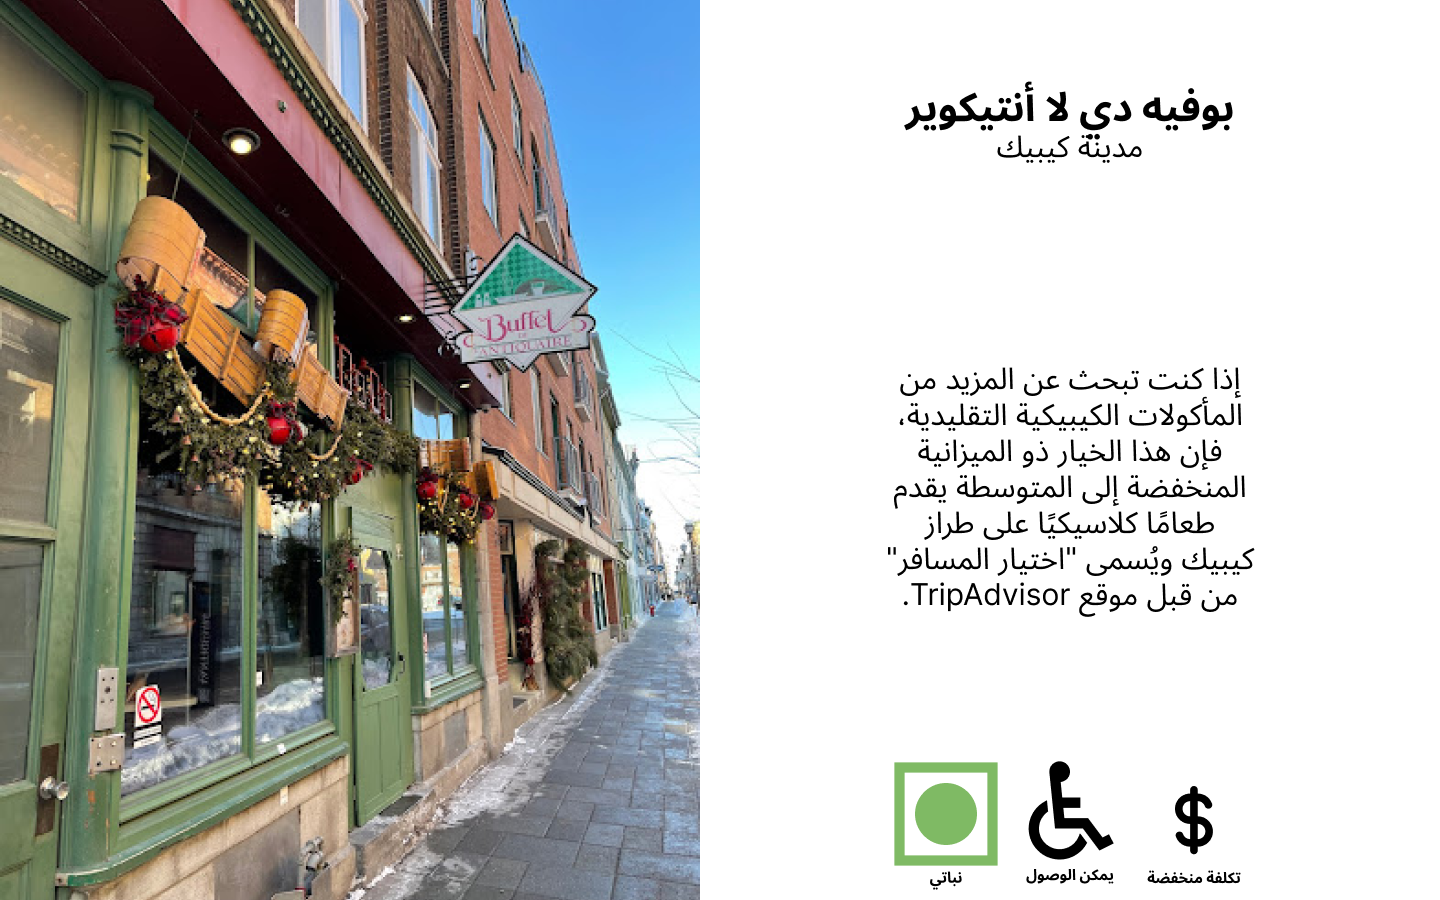 Buffet
DE L'
ANTIQUAIRE
بوفيه دي لا أنتيكوير
مدينة كيبيك
إذا كنت تبحث عن المزيد من
المأكولات الكيبيكية التقليدية،
فإن هذا الخيار ذو الميزانية
المنخفضة إلى المتوسطة يقدم
طعامًا كلاسيكيًا على طراز
كيبيك ويُسمى "اختيار المسافر"
من قبل موقع TripAdvisor.
$
تكلفة منخفضة
يمكن الوصول
نباتي